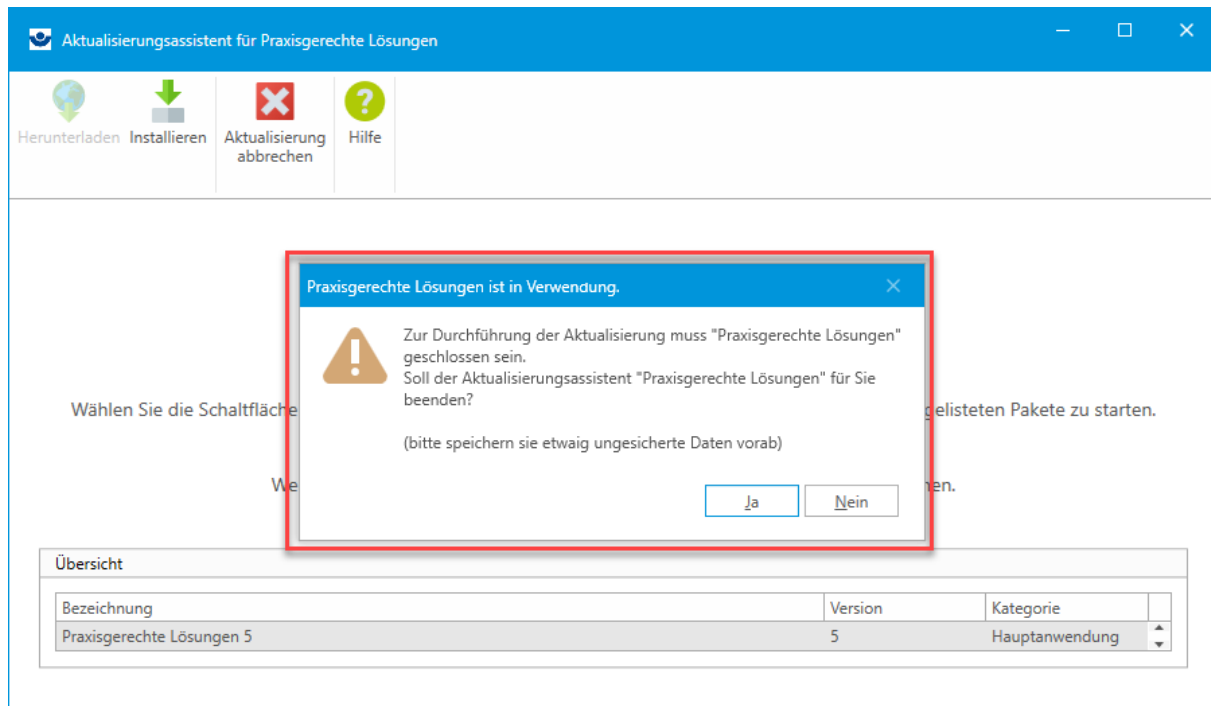 Aktualisierungsassistent für Praxisgerechte Lösungen
Herunterladen Installieren Aktualisierung abbrechen Hilfe
Praxisgerechte Lösungen ist in Verwendung.
Zur Durchführung der Aktualisierung muss "Praxisgerechte Lösungen"
geschlossen sein.
Soll der Aktualisierungsassistent "Praxisgerechte Lösungen" für Sie
beenden?
(bitte speichern sie etwaig ungesicherte Daten vorab)
Ja Nein
Wählen Sie die Schaltfläche gelisteten Pakete zu starten.
Übersicht
Bezeichnung Version Kategorie
Praxisgerechte Lösungen 5 5 Hauptanwendung